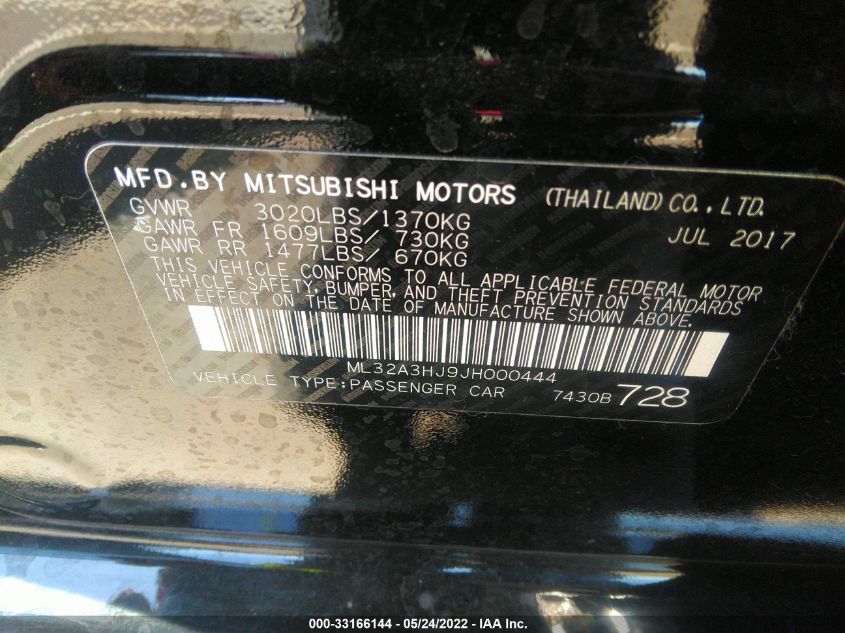 MFD.BY MITSUBISHI MOTORS (THAILAND) CO., LTD.
GVWR 3020LBS/1370KG JUL 2017
GAWR FR 1609LBS/ 730KG
GAWR RR 1477LBS/ 670KG
THIS VEHICLE CONFORMS TO ALL APPLICABLE FEDERAL MOTOR
VEHICLE SAFETY, BUMPER, AND THEFT PREVENTION STANDARDS
IN EFFECT ON THE DATE OF MANUFACTURE SHOWN ABOVE.
ML32A3HJ9JH000444
VEHICLE TYPE:PASSENGER CAR 7430B 728
000-33166144 - 05/24/2022 - IAA Inc.